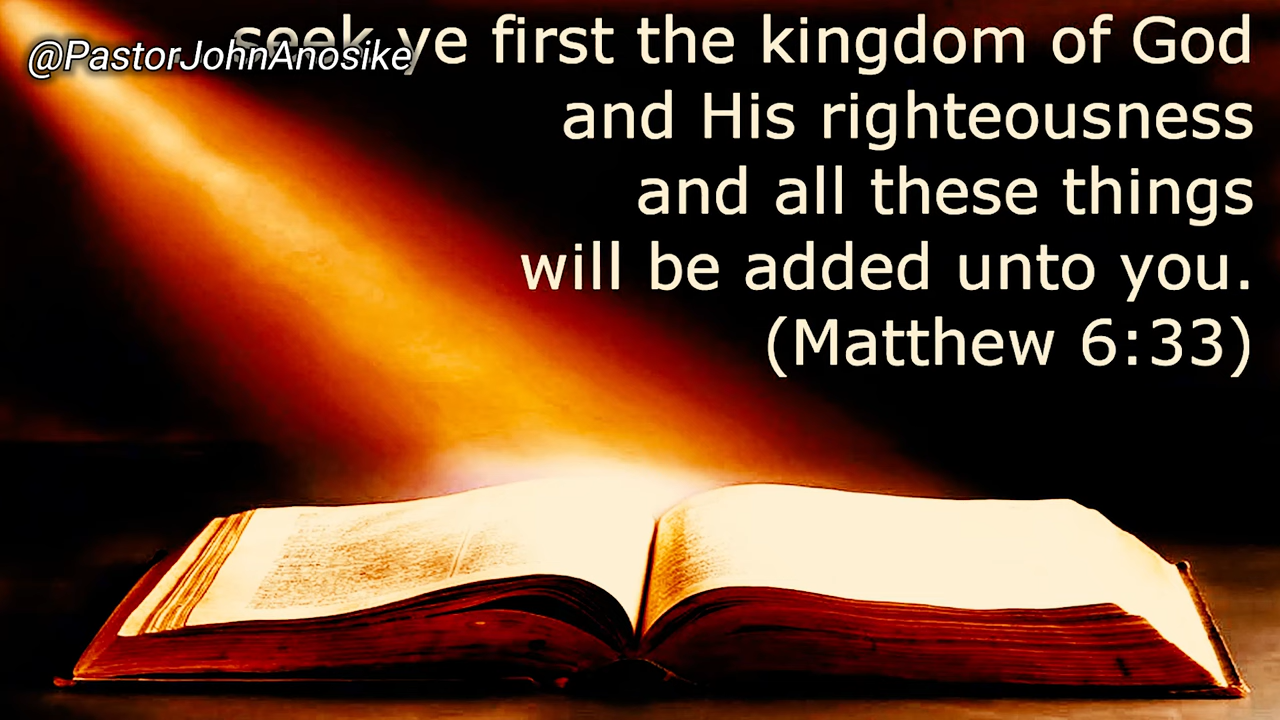 @PastorJohnAnosike
seek ye first the kingdom of God
and His righteousness
and all these things
will be added unto you.
(Matthew 6:33)